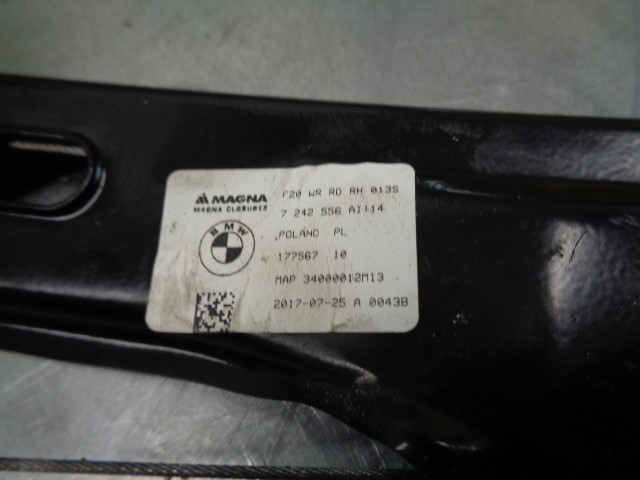 MAGNA
MAGNA CLOSURES
BMW
F20 WR RD RH 013S
7 242 556 AI:14
POLAND PL
177567 10
MAP 34000012M13
2017-07-25 A 0043B